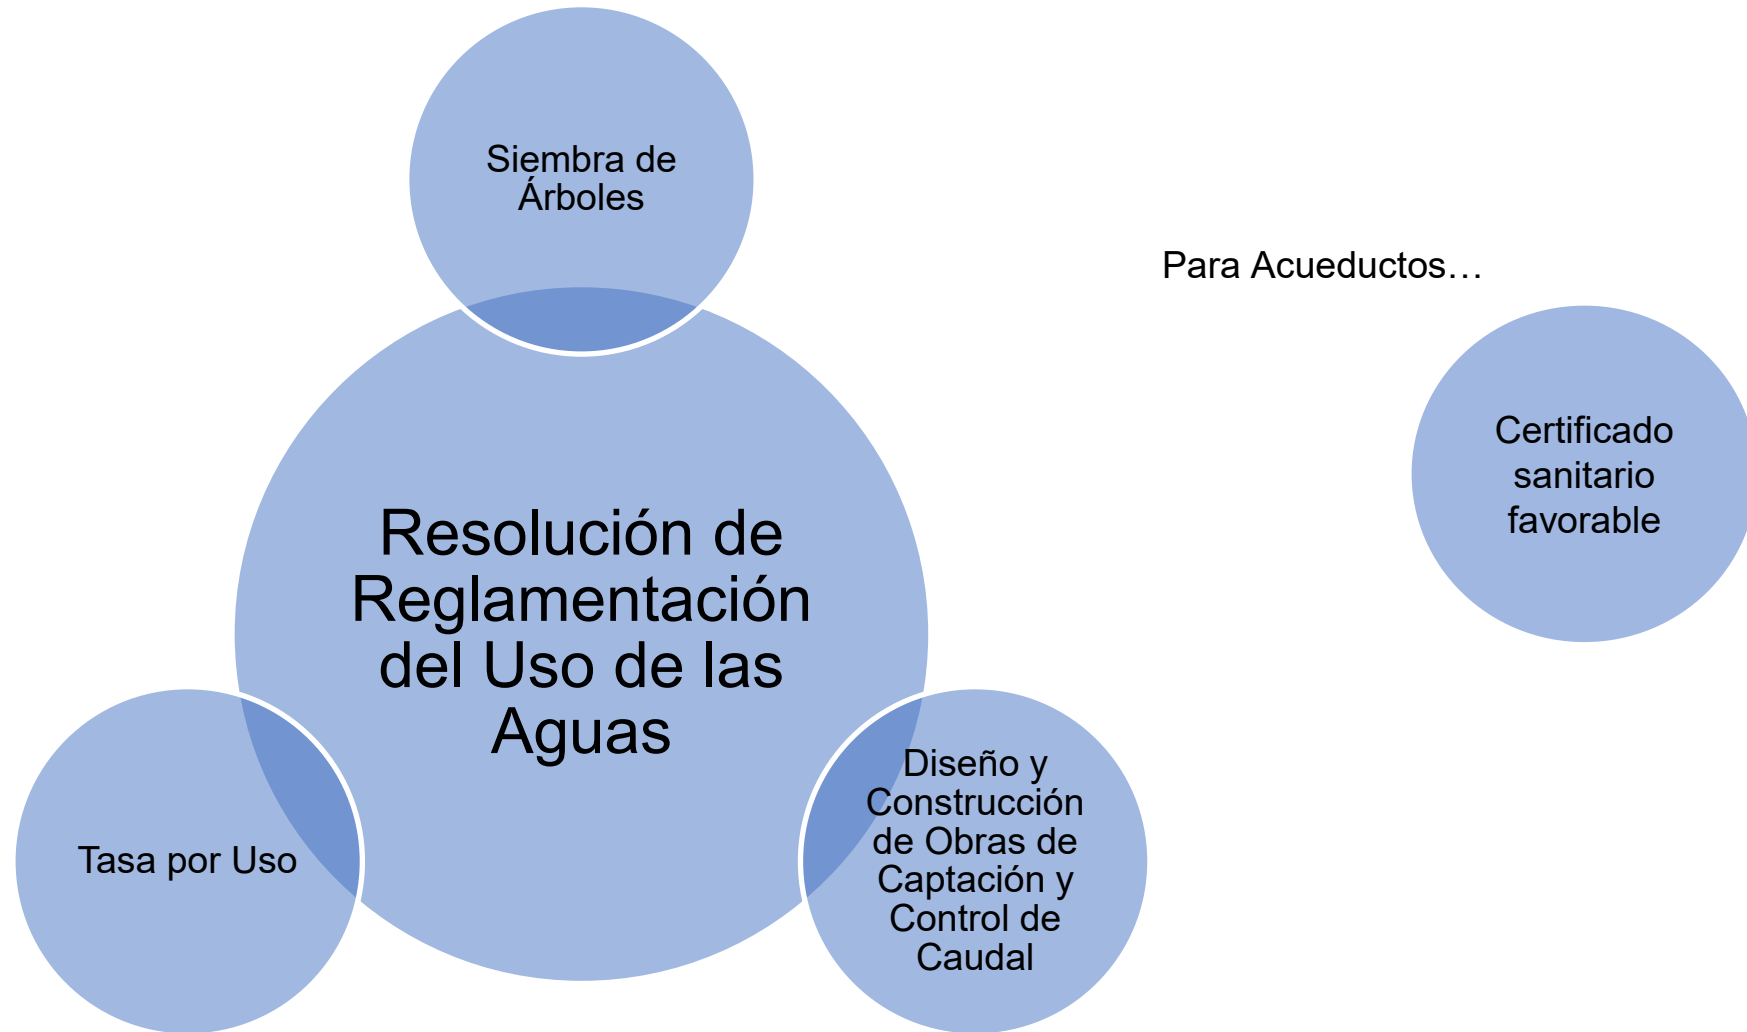 Siembra de
Árboles
Para Acueductos…
Certificado
sanitario
favorable
Resolución de
Reglamentación
del Uso de las
Aguas
Tasa por Uso
Diseño y
Construcción
de Obras de
Captación y
Control de
Caudal